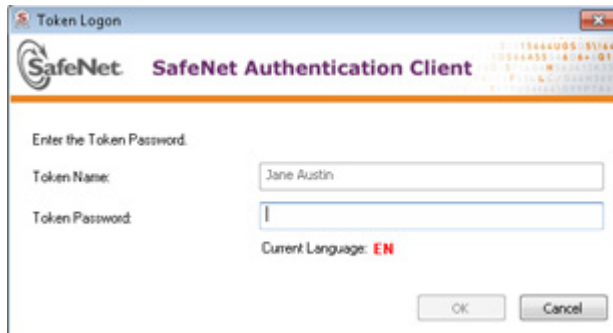 Token Logon
SafeNet. SafeNet Authentication Client
Enter the Token Password.
Token Name: Jane Austin
Token Password:
Current Language: EN
OK Cancel